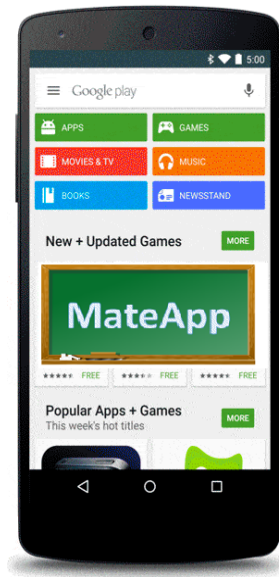 5:00
Google play
APPS
GAMES
MOVIES & TV
MUSIC
BOOKS
NEWSSTAND
New + Updated Games
MORE
MateApp
FREE
FREE
FREE
Popular Apps + Games
MORE
This week's hot titles